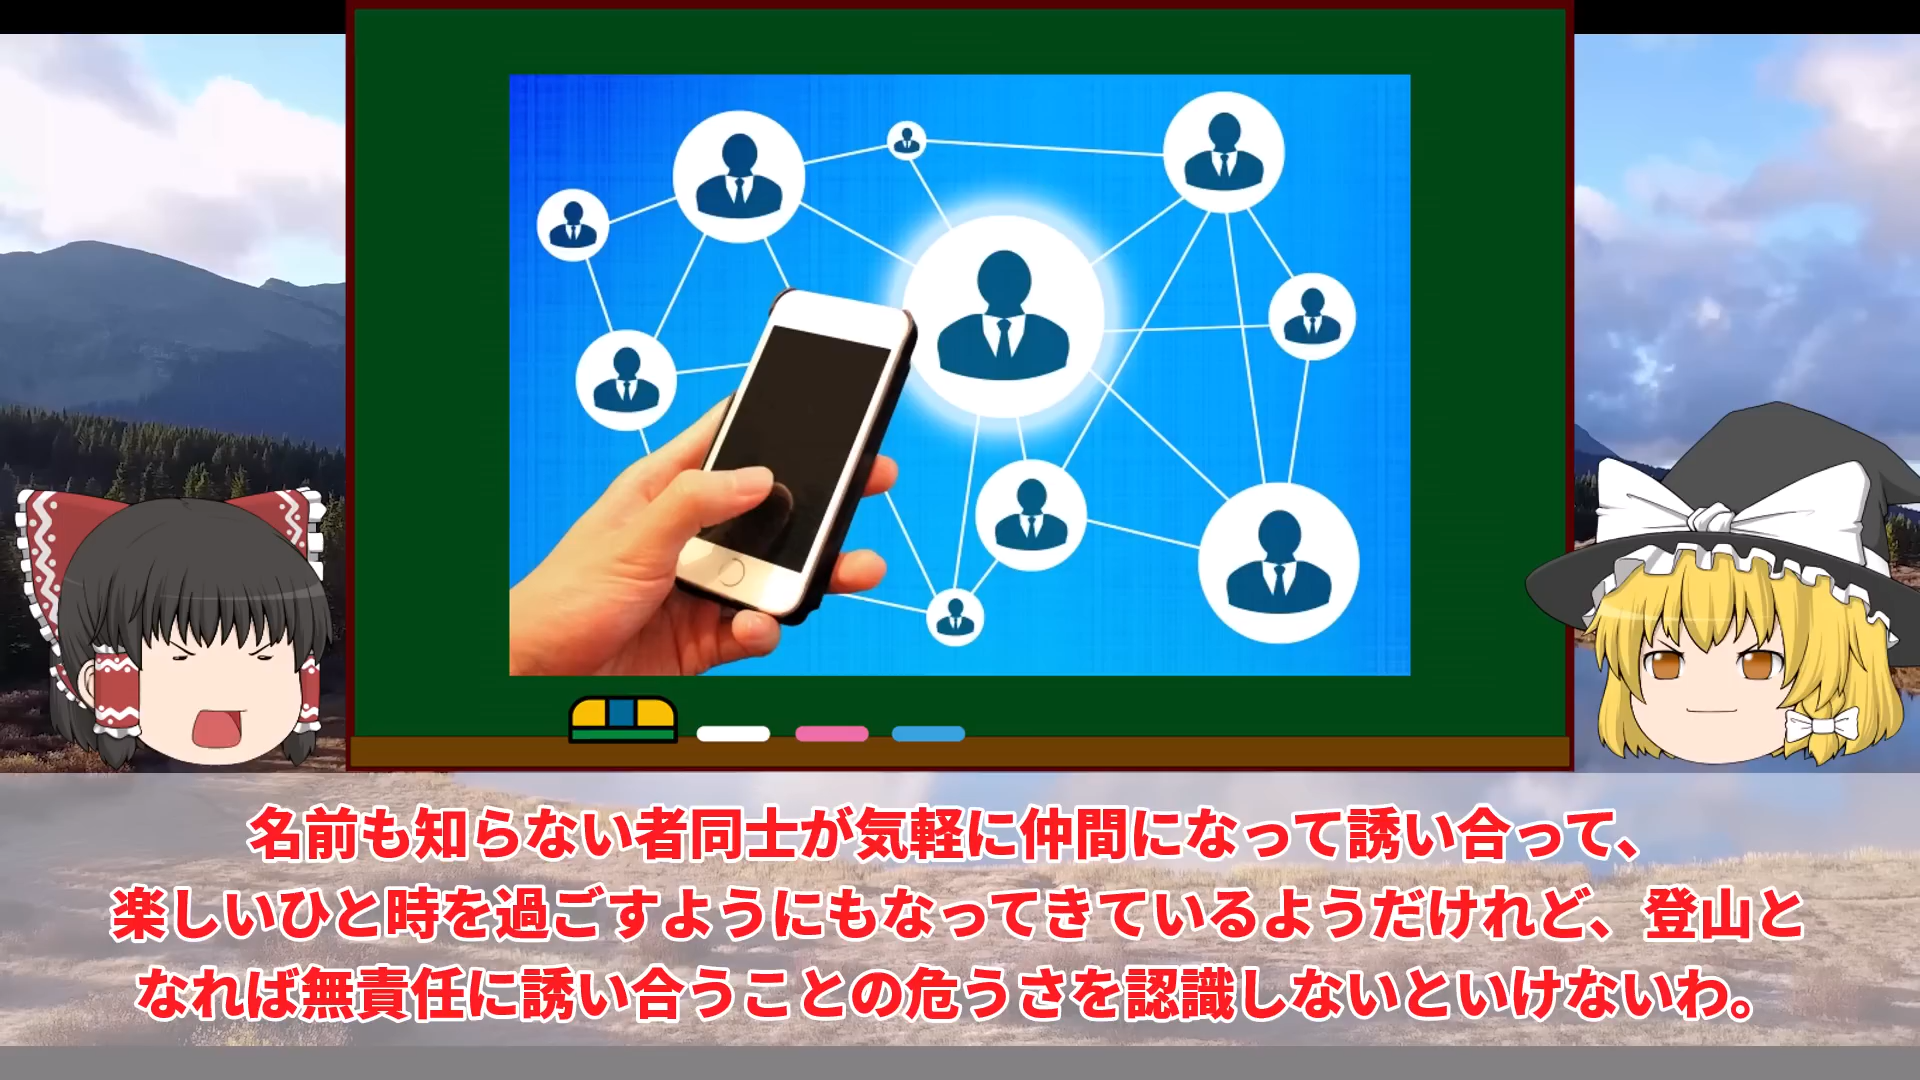 名前も知らない者同士が気軽に仲間になって誘い合って、
楽しいひと時を過ごすようにもなってきているようだけれど、登山と
なれば無責任に誘い合うことの危うさを認識しないといけないわ。